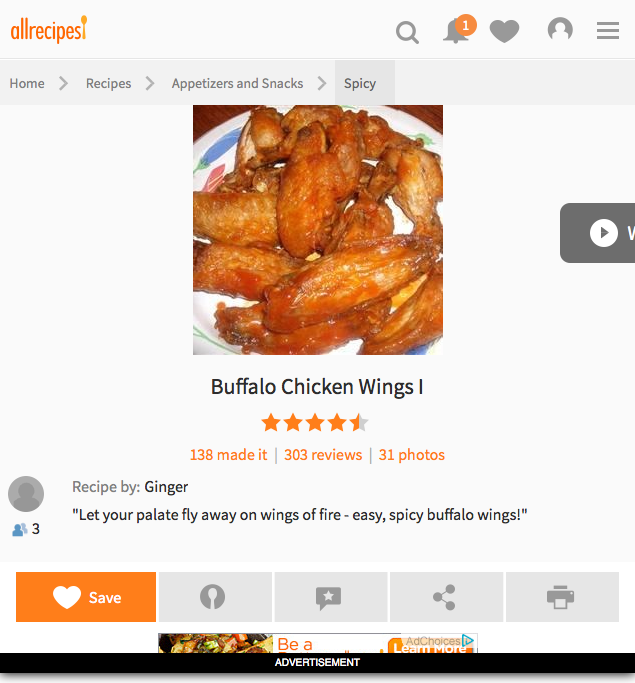 allrecipes
1
Home Recipes Appetizers and Snacks Spicy
W
Buffalo Chicken Wings I
138 made it | 303 reviews | 31 photos
Recipe by: Ginger
"Let your palate fly away on wings of fire - easy, spicy buffalo wings!"
3
Save
Be a
AdChoices
Learn More
ADVERTISEMENT